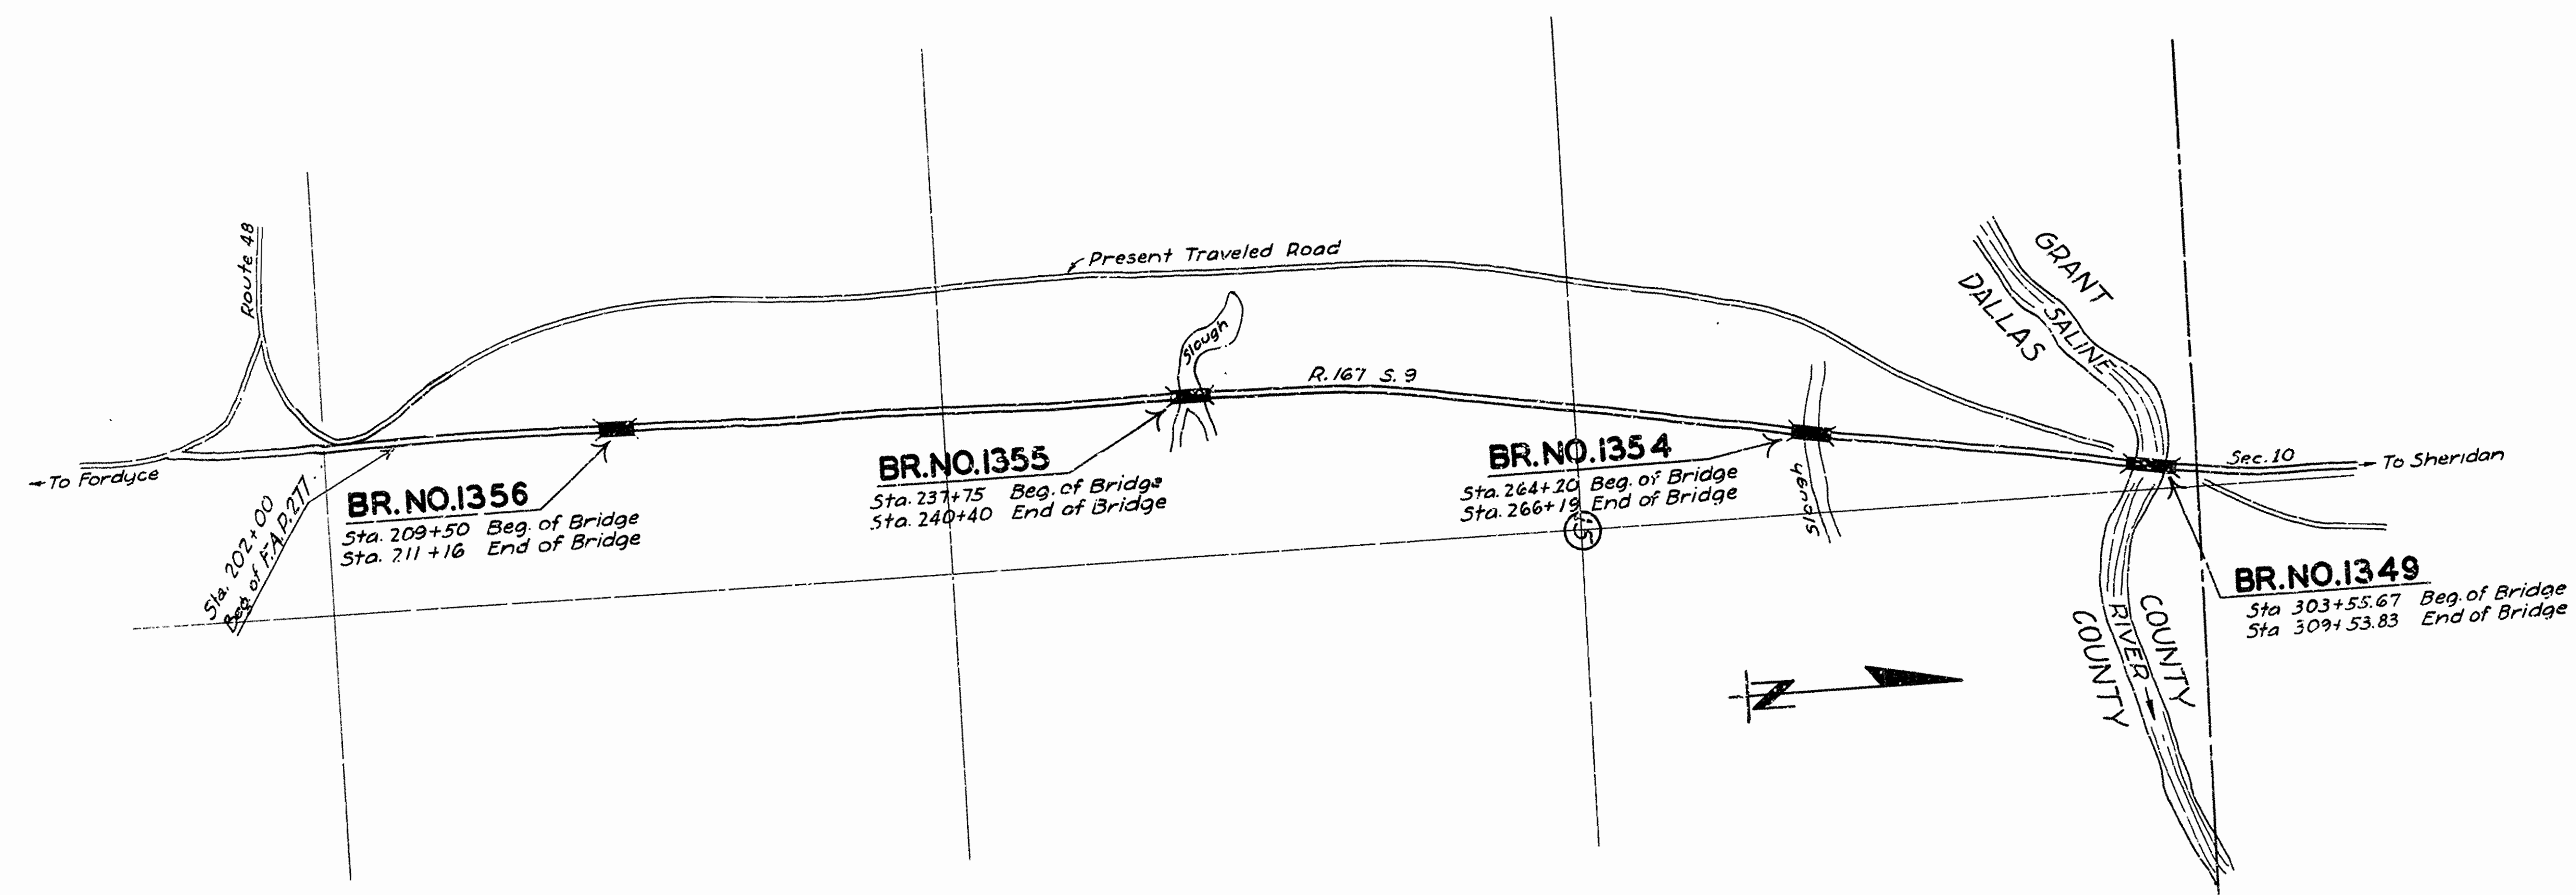 Route 48
Present Traveled Road
GRANT
DALLAS
SALINE
Slough
R. 167 S. 9
← To Fordyce
Sta. 202+00
Beg. of F.A.P. 277.
BR. NO. 1356
Sta. 209+50 Beg. of Bridge
Sta. 211+16 End of Bridge
BR. NO. 1355
Sta. 237+75 Beg. of Bridge
Sta. 240+40 End of Bridge
BR. NO. 1354
Sta. 264+20 Beg. of Bridge
Sta. 266+19 End of Bridge
15
Slough
Sec. 10
→ To Sheridan
BR. NO. 1349
Sta 303+55.67 Beg. of Bridge
Sta 309+53.83 End of Bridge
COUNTY
RIVER
COUNTY
N